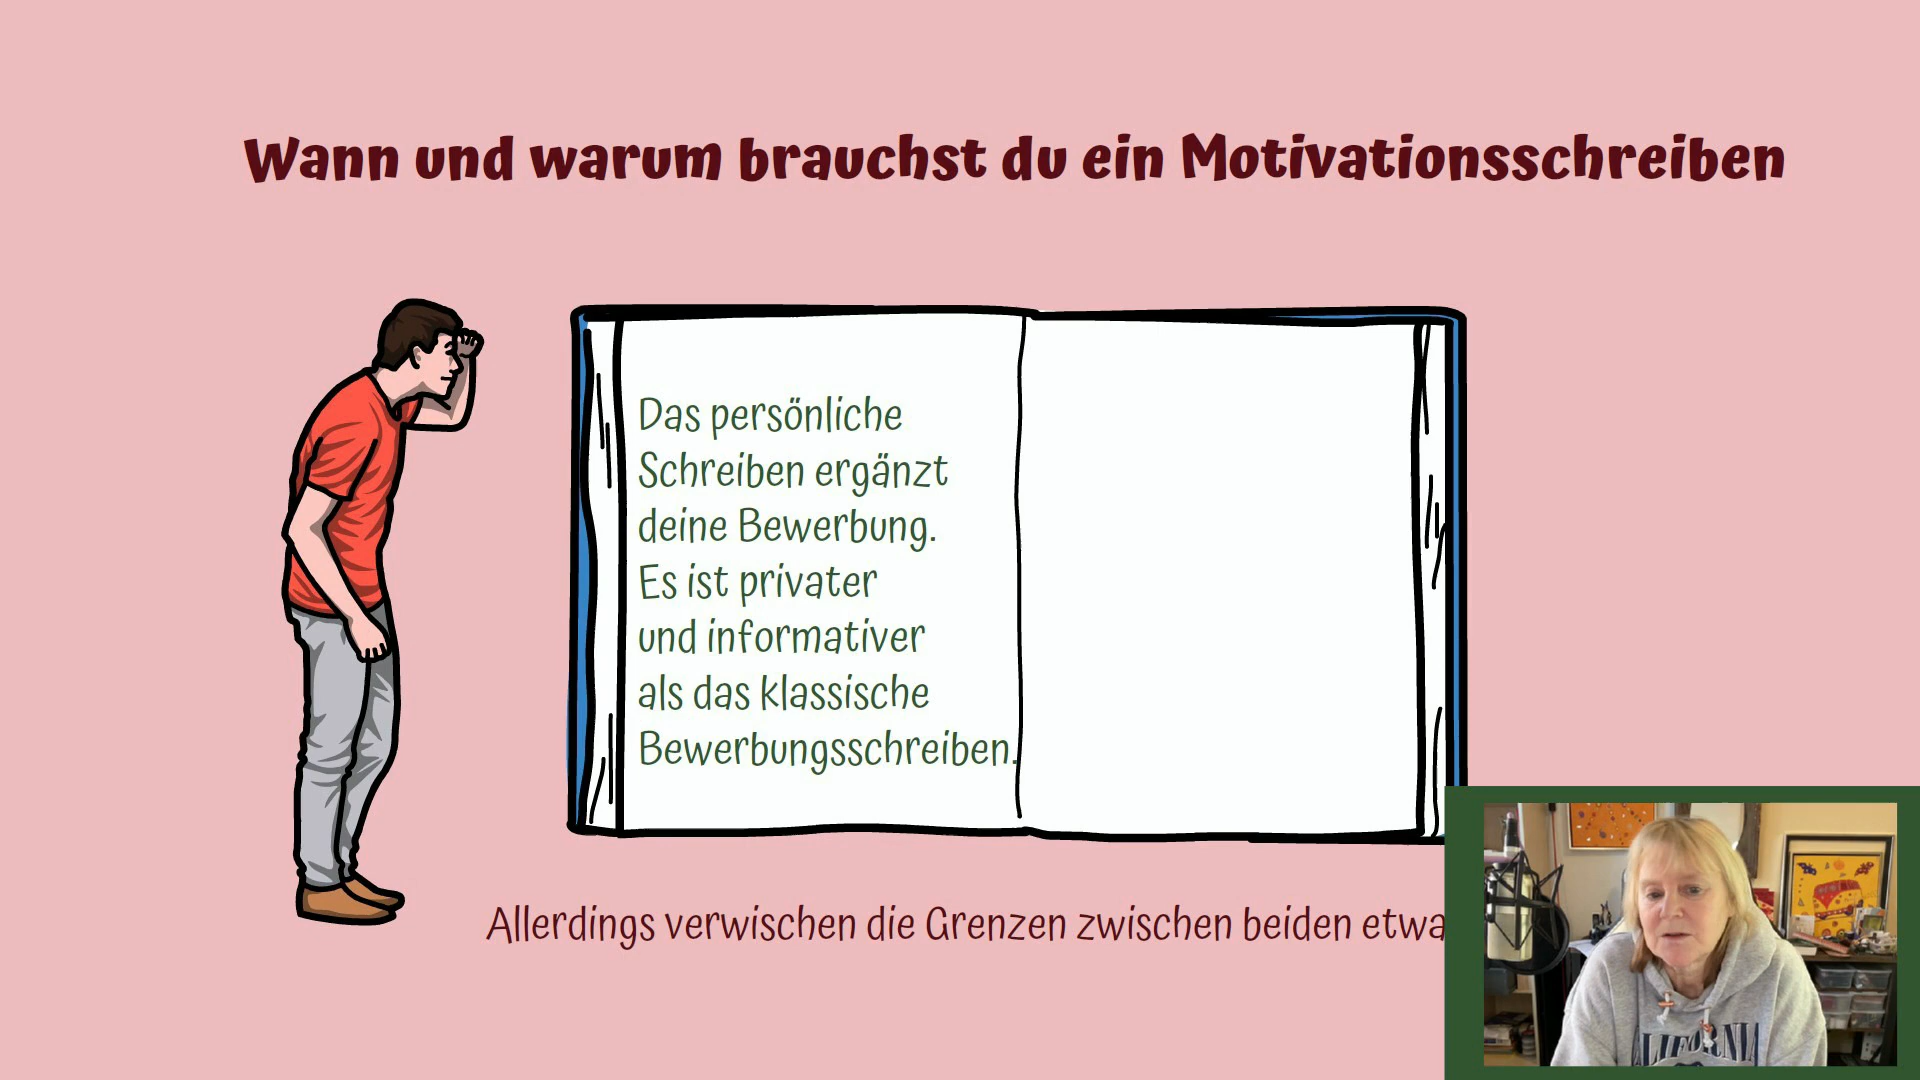 Wann und warum brauchst du ein Motivationsschreiben
Das persönliche
Schreiben ergänzt
deine Bewerbung.
Es ist privater
und informativer
als das klassische
Bewerbungsschreiben.
Allerdings verwischen die Grenzen zwischen beiden etwa